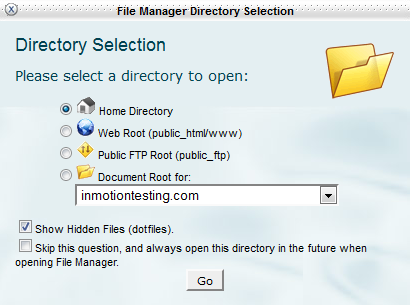 File Manager Directory Selection
Directory Selection
Please select a directory to open:
Home Directory
Web Root (public_html/www)
Public FTP Root (public_ftp)
Document Root for:
inmotiontesting.com
Show Hidden Files (dotfiles).
Skip this question, and always open this directory in the future when
opening File Manager.
Go